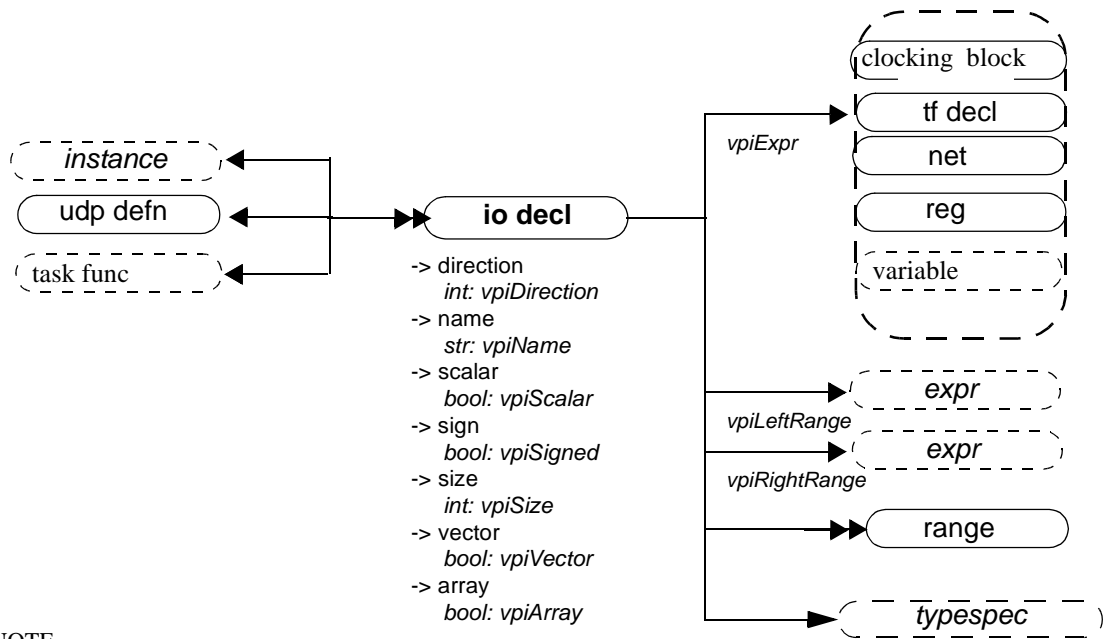 instance
udp defn
task func
io decl
-> direction
int: vpiDirection
-> name
str: vpiName
-> scalar
bool: vpiScalar
-> sign
bool: vpiSigned
-> size
int: vpiSize
-> vector
bool: vpiVector
-> array
bool: vpiArray
vpiExpr
clocking block
tf decl
net
reg
variable
vpiLeftRange
expr
vpiRightRange
expr
range
typespec